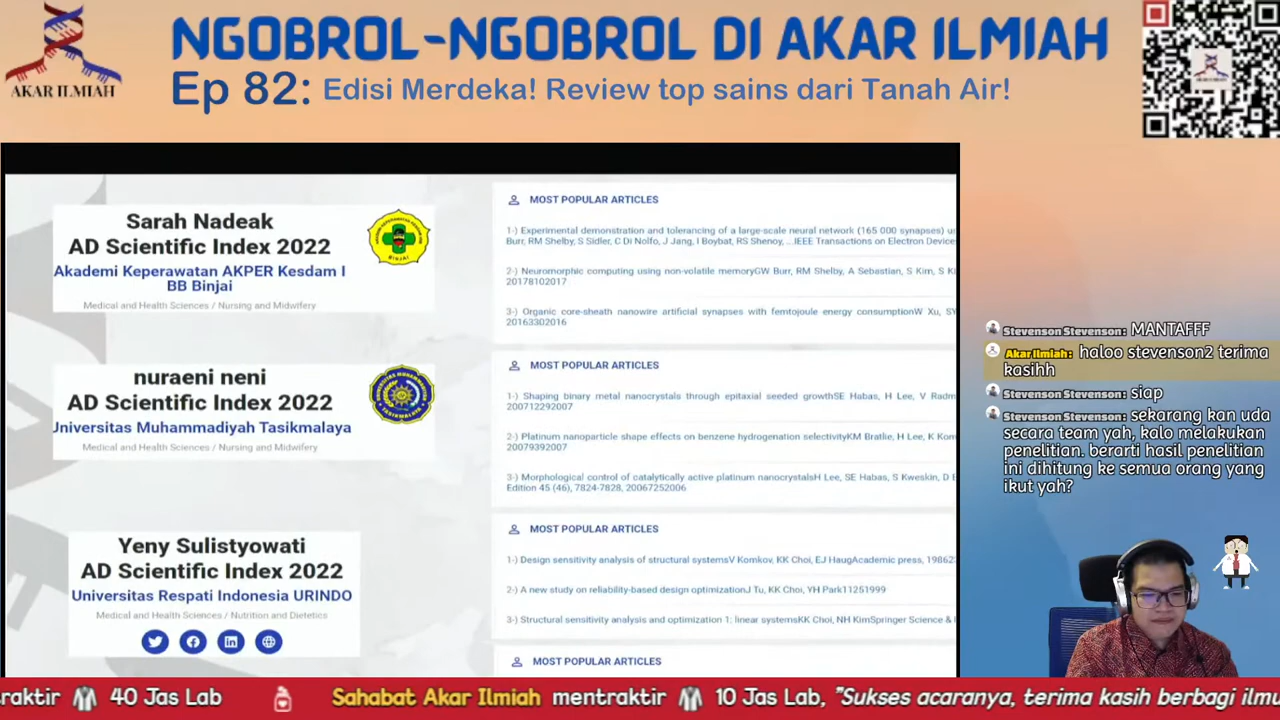 AKAR ILMIAH
NGOBROL-NGOBROL DI AKAR ILMIAH
Ep 82: Edisi Merdeka! Review top sains dari Tanah Air!
Sarah Nadeak
AD Scientific Index 2022
Akademi Keperawatan AKPER Kesdam I
BB Binjai
Medical and Health Sciences / Nursing and Midwifery
BINJAI
MOST POPULAR ARTICLES
1-) Experimental demonstration and tolerancing of a large-scale neural network (165 000 synapses) u
Burr, RM Shelby, S Sidler, C Di Nolfo, J Jang, I Boybat, RS Shenoy, ...IEEE Transactions on Electron Device
2-) Neuromorphic computing using non-volatile memoryGW Burr, RM Shelby, A Sebastian, S Kim, S K
20178102017
3-) Organic core-sheath nanowire artificial synapses with femtojoule energy consumptionW Xu, SY
20163302016
nuraeni neni
AD Scientific Index 2022
Universitas Muhammadiyah Tasikmalaya
Medical and Health Sciences / Nursing and Midwifery
MOST POPULAR ARTICLES
1-) Shaping binary metal nanocrystals through epitaxial seeded growthSE Habas, H Lee, V Radm
200712292007
2-) Platinum nanoparticle shape effects on benzene hydrogenation selectivityKM Bratlie, H Lee, K Kom
20079392007
3-) Morphological control of catalytically active platinum nanocrystalsH Lee, SE Habas, S Kweskin, D
Edition 45 (46), 7824-7828, 20067252006
Yeny Sulistyowati
AD Scientific Index 2022
Universitas Respati Indonesia URINDO
Medical and Health Sciences / Nutrition and Dietetics
MOST POPULAR ARTICLES
1-) Design sensitivity analysis of structural systemsV Komkov, KK Choi, EJ HaugAcademic press, 1986
2-) A new study on reliability-based design optimizationJ Tu, KK Choi, YH Park11251999
3-) Structural sensitivity analysis and optimization 1: linear systemsKK Choi, NH KimSpringer Science &
MOST POPULAR ARTICLES
Stevenson Stevenson: MANTAFFF
Akar Ilmiah: haloo stevenson2 terima
kasihh
Stevenson Stevenson: siap
Stevenson Stevenson: sekarang kan uda
secara team yah, kalo melakukan
penelitian. berarti hasil penelitian
ini dihitung ke semua orang yang
ikut yah?
raktir 40 Jas Lab Sahabat Akar Ilmiah mentraktir 10 Jas Lab, "Sukses acaranya, terima kasih berbagi ilmu